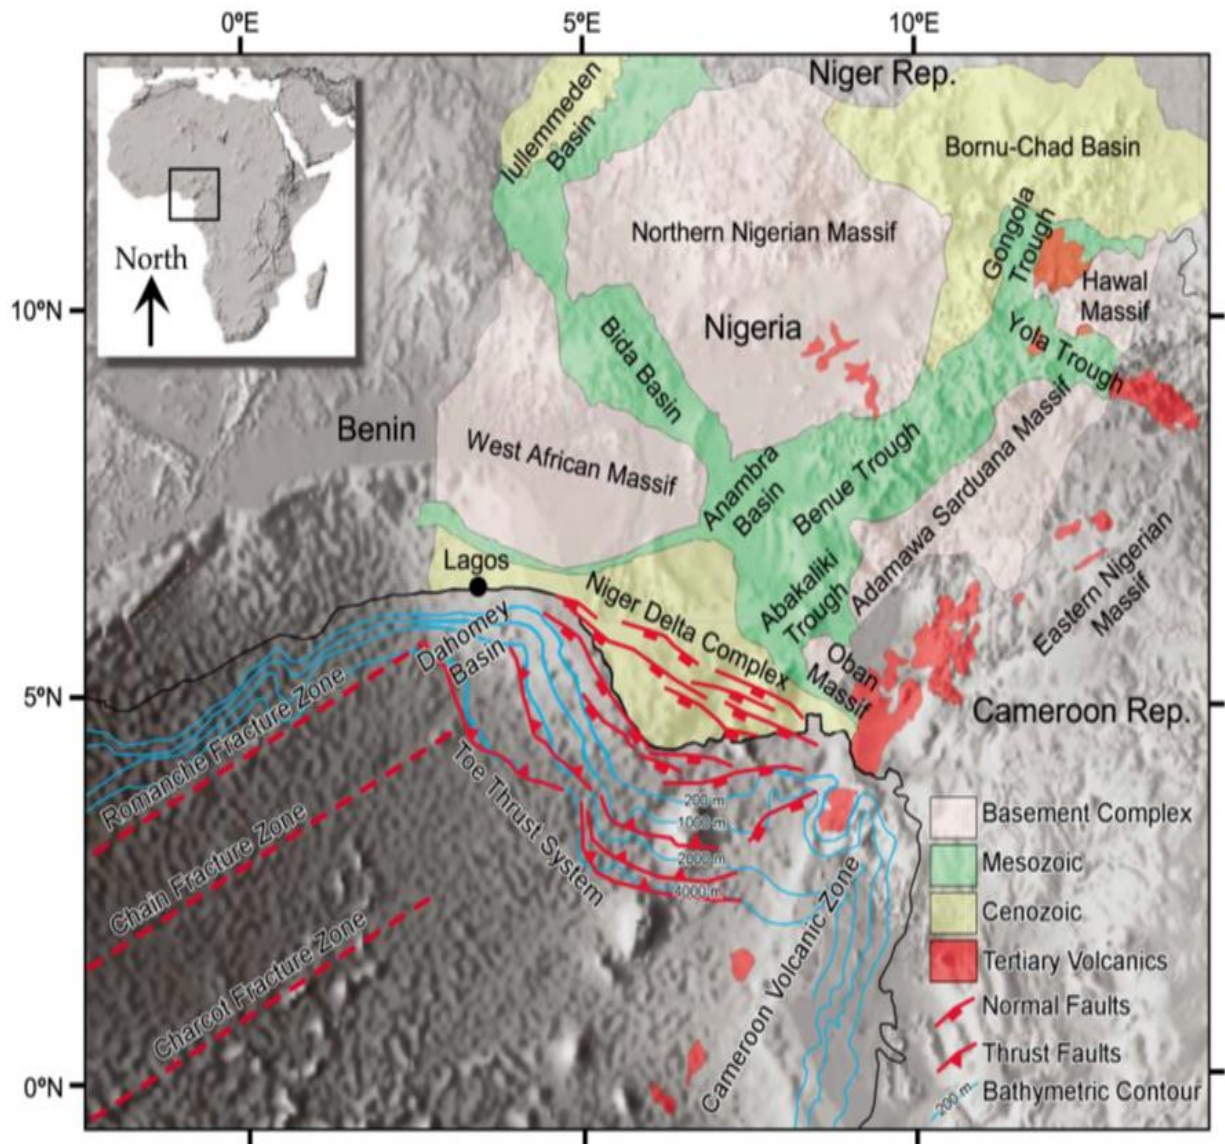 0ºE
5ºE
10ºE
Niger Rep.
Iullemmeden
Basin
Bornu-Chad Basin
North
Northern Nigerian Massif
Gongola
Trough
Hawal
Massif
10ºN
Nigeria
Bida Basin
Yola Trough
Benin
West African Massif
Anambra
Basin
Benue Trough
Adamawa Sarduana Massif
Lagos
Niger Delta Complex
Abakaliki
Trough
Eastern Nigerian
Massif
Dahomey
Basin
Oban
Massif
5ºN
Cameroon Rep.
Romanche Fracture Zone
Toe Thrust System
200 m
1000 m
2000 m
4000 m
Chain Fracture Zone
Charcot Fracture Zone
Cameroon Volcanic Zone
Basement Complex
Mesozoic
Cenozoic
Tertiary Volcanics
Normal Faults
Thrust Faults
200 m
Bathymetric Contour
0ºN